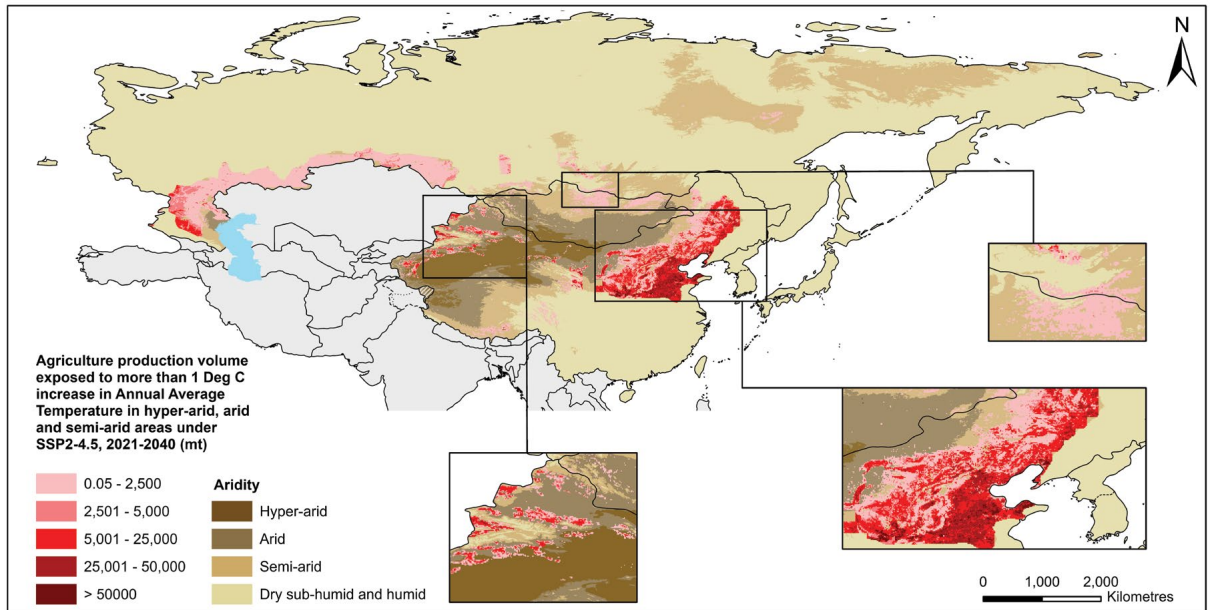 N
Agriculture production volume
exposed to more than 1 Deg C
increase in Annual Average
Temperature in hyper-arid, arid
and semi-arid areas under
SSP2-4.5, 2021-2040 (mt)
0.05 - 2,500
2,501 - 5,000
5,001 - 25,000
25,001 - 50,000
> 50000
Aridity
Hyper-arid
Arid
Semi-arid
Dry sub-humid and humid
0 1,000 2,000
Kilometres